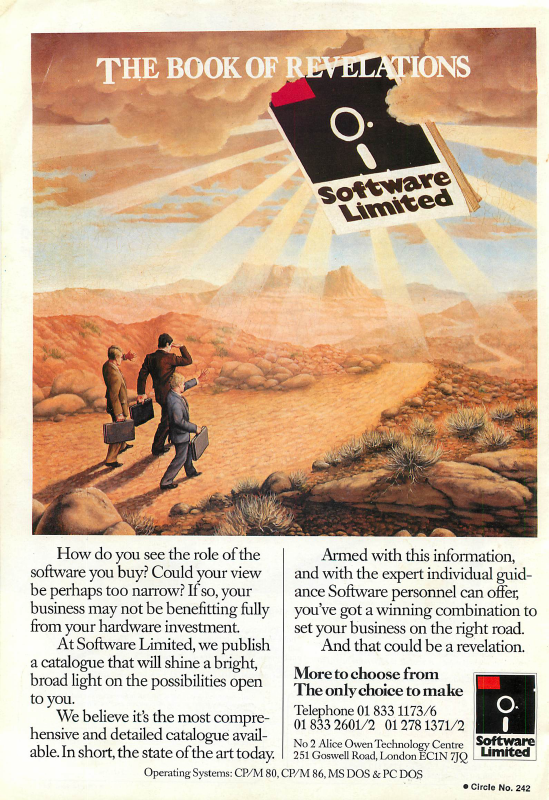 THE BOOK OF REVELATIONS
Software
Limited
How do you see the role of the
software you buy? Could your view
be perhaps too narrow? If so, your
business may not be benefitting fully
from your hardware investment.
At Software Limited, we publish
a catalogue that will shine a bright,
broad light on the possibilities open
to you.
We believe it's the most compre-
hensive and detailed catalogue avail-
able. In short, the state of the art today.
Armed with this information,
and with the expert individual guid-
ance Software personnel can offer,
you've got a winning combination to
set your business on the right road.
And that could be a revelation.
More to choose from
The only choice to make
Telephone 01 833 1173/6
01 833 2601/2 01 278 1371/2
No 2 Alice Owen Technology Centre
251 Goswell Road, London EC1N 7JQ
Software
Limited
Operating Systems: CP/M 80, CP/M 86, MS DOS & PC DOS
• Circle No. 242